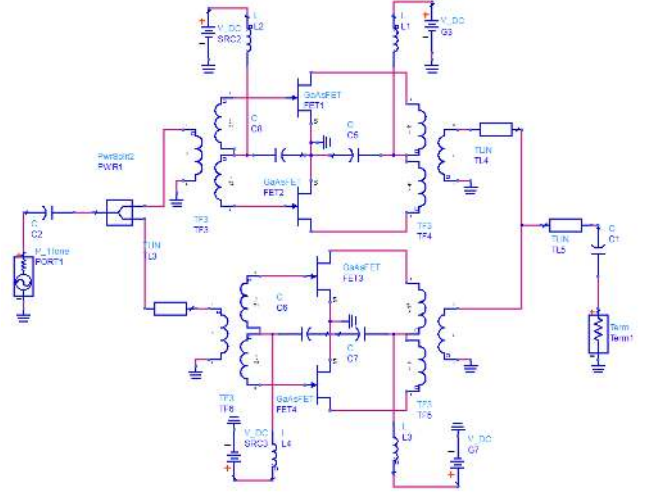 L
L2
V_DC
SRC2
L
L1
V_DC
G3
GaAsFET
FET1
C
C8
C
C5
PwrSplit2
PWR1
GaAsFET
FET2
TLIN
TL4
TF3
TF3
TF3
TF4
C
C2
P_1Tone
PORT1
TLIN
TL3
TLIN
TL5
C
C1
GaAsFET
FET3
C
C6
C
C7
Term
Term1
TF3
TF6
GaAsFET
FET4
TF3
TF5
V_DC
SRC3
L
L4
L
L3
V_DC
G7